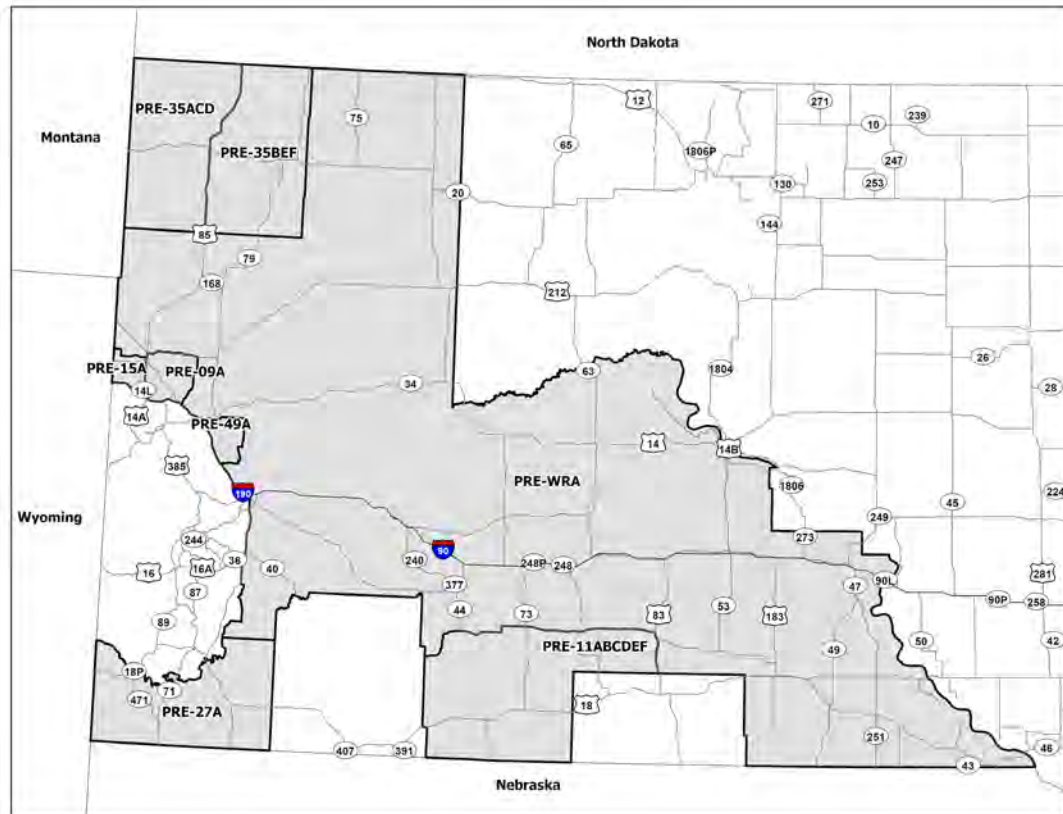 North Dakota
PRE-35ACD
12
271
239
75
10
Montana
65
1806P
247
PRE-35BEF
130
253
20
144
85
79
168
212
26
PRE-15A
PRE-09A
63
1804
34
28
14L
14A
PRE-49A
14
14B
385
PRE-WRA
1806
224
190
45
Wyoming
249
273
244
90
36
240
248P
248
16
16A
40
281
377
47
90L
87
90P
258
44
73
83
53
183
89
50
42
PRE-11ABCDEF
49
18P
71
471
18
PRE-27A
251
407
391
46
43
Nebraska